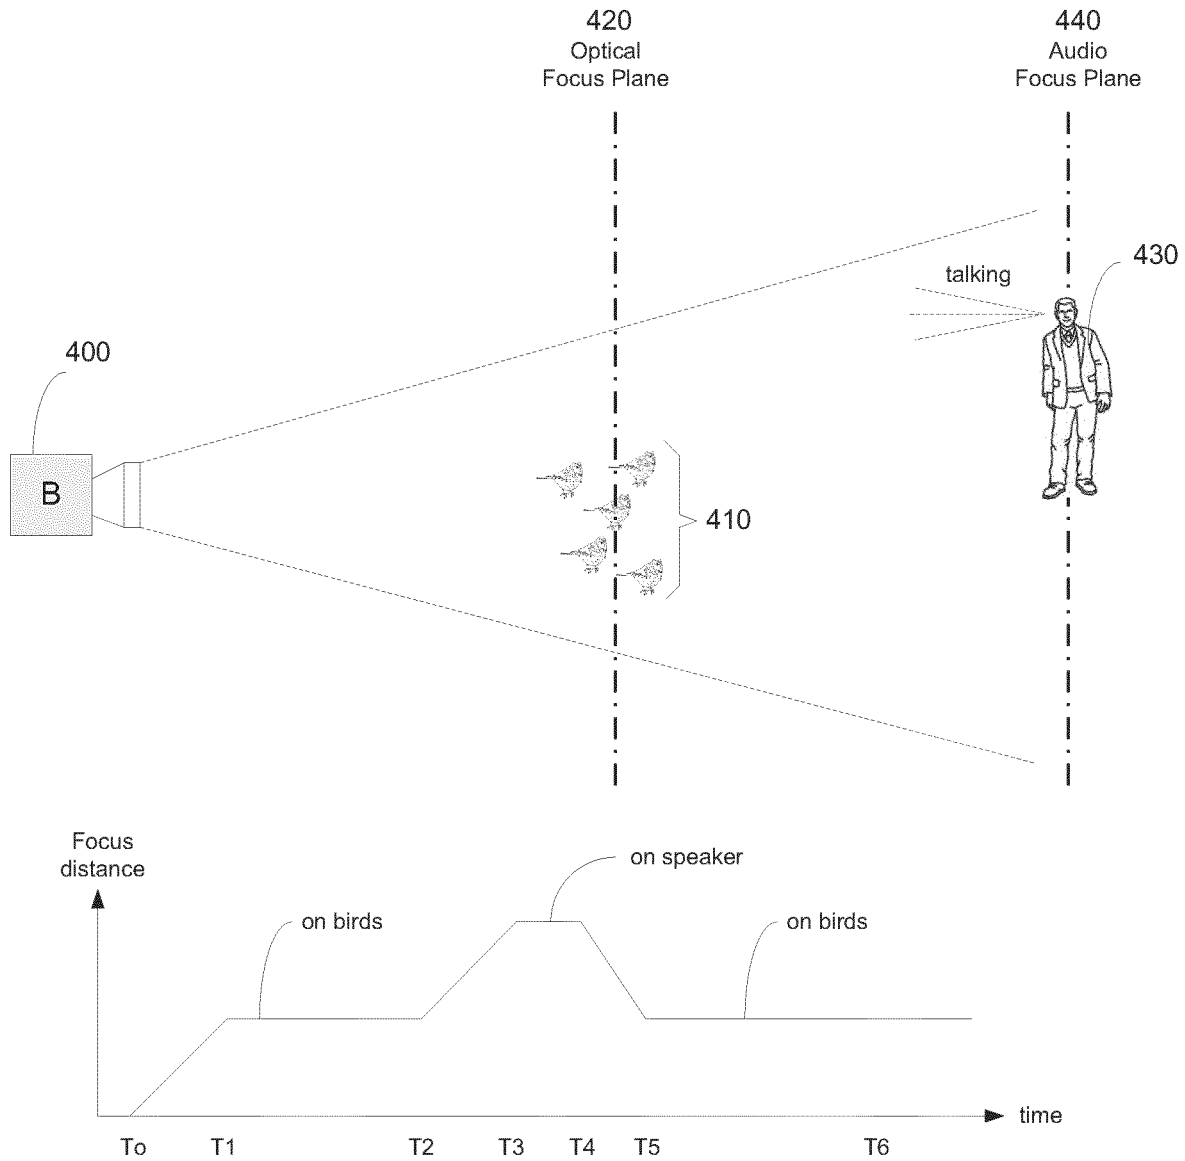 420
Optical
Focus Plane
440
Audio
Focus Plane
talking
430
400
B
410
Focus
distance
on speaker
on birds
on birds
time
To T1 T2 T3 T4 T5 T6